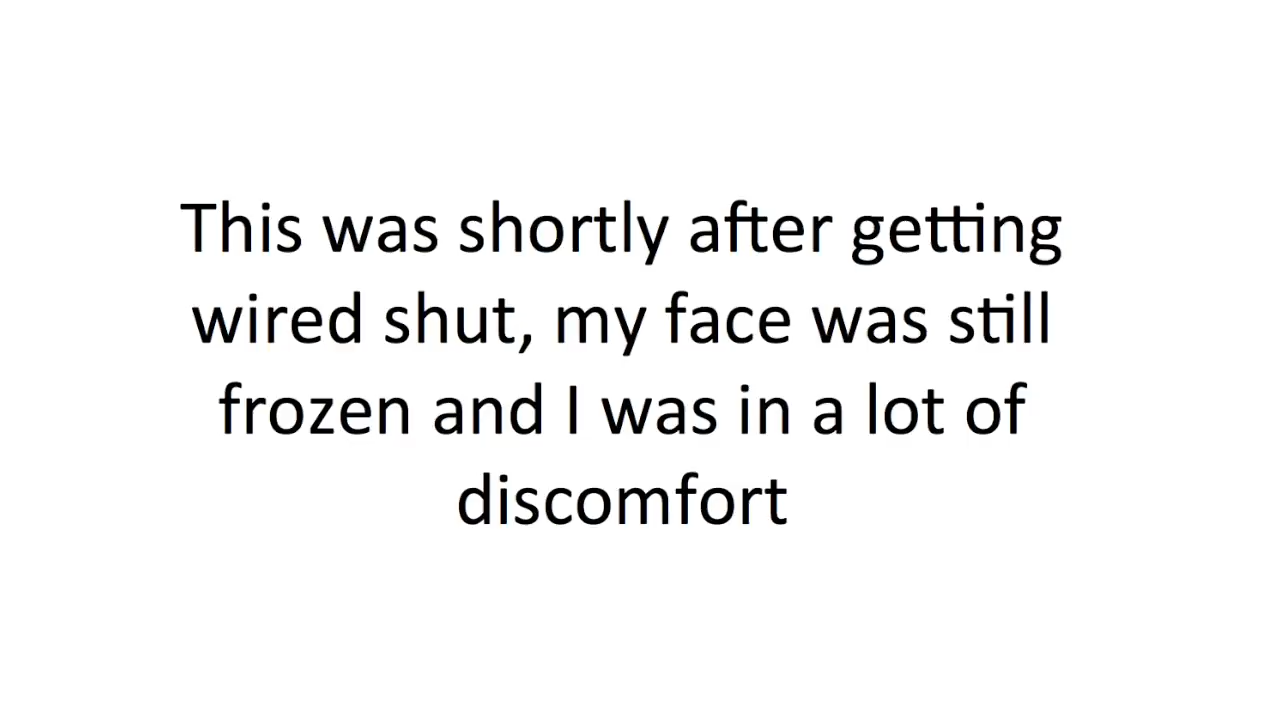 This was shortly after getting
wired shut, my face was still
frozen and I was in a lot of
discomfort